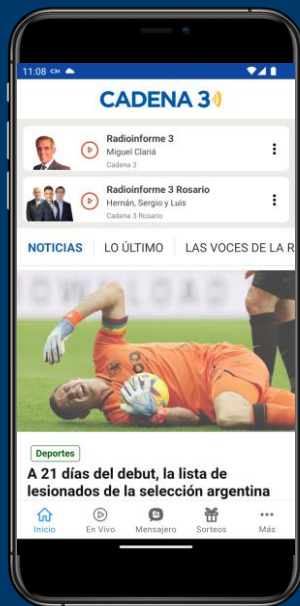 11:08
CADENA 3
Radioinforme 3
Miguel Clariá
Cadena 3
Radioinforme 3 Rosario
Hernán, Sergio y Luis
Cadena 3 Rosario
NOTICIAS LO ÚLTIMO LAS VOCES DE LA R
Deportes
A 21 días del debut, la lista de
lesionados de la selección argentina
Inicio En Vivo Mensajero Sorteos Más